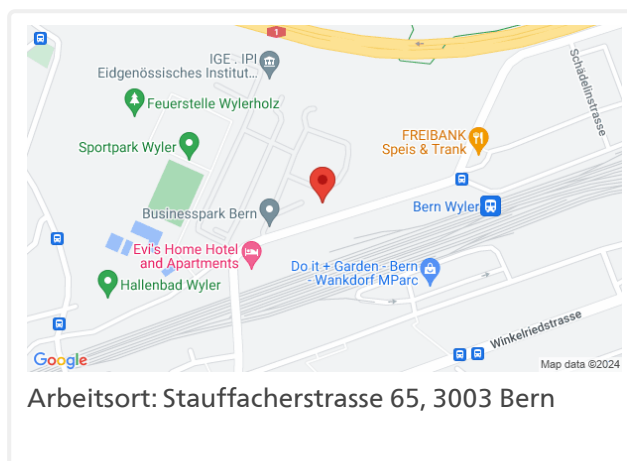 1
IGE . IPI
Eidgenössisches Institut...
Schädelinstrasse
Feuerstelle Wylerholz
FREIBANK
Speis & Trank
Sportpark Wyler
Businesspark Bern
Bern Wyler
Evi's Home Hotel
and Apartments
Do it + Garden - Bern
- Wankdorf MParc
Hallenbad Wyler
Winkelriedstrasse
Google
Map data ©2024
Arbeitsort: Stauffacherstrasse 65, 3003 Bern